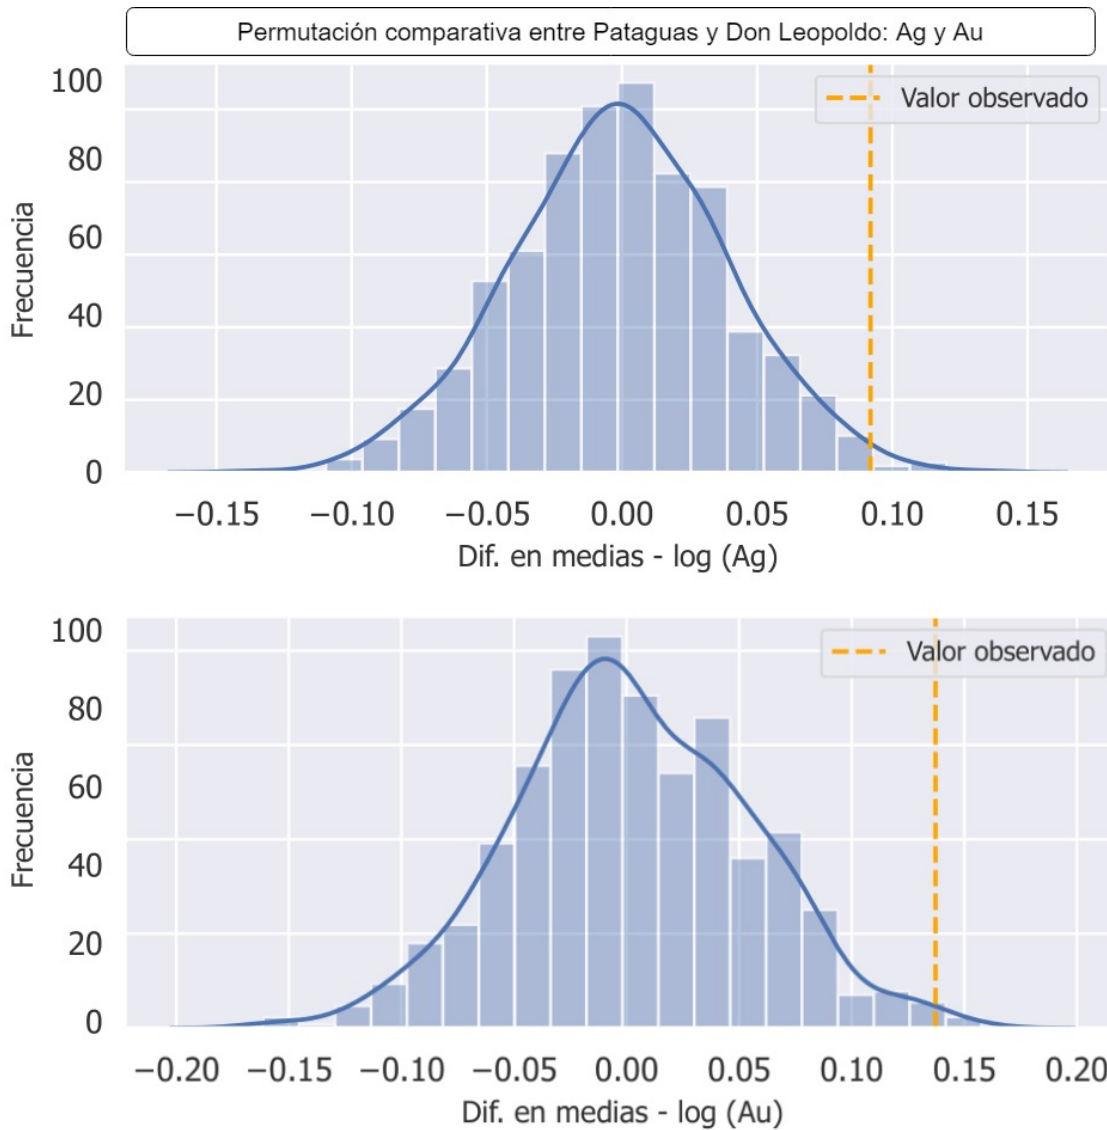 Permutación comparativa entre Pataguas y Don Leopoldo: Ag y Au
100
80
60
40
20
0
Frecuencia
Valor observado
−0.15 −0.10 −0.05 0.00 0.05 0.10 0.15
Dif. en medias - log (Ag)
100
80
60
40
20
0
Frecuencia
Valor observado
−0.20 −0.15 −0.10 −0.05 0.00 0.05 0.10 0.15 0.20
Dif. en medias - log (Au)